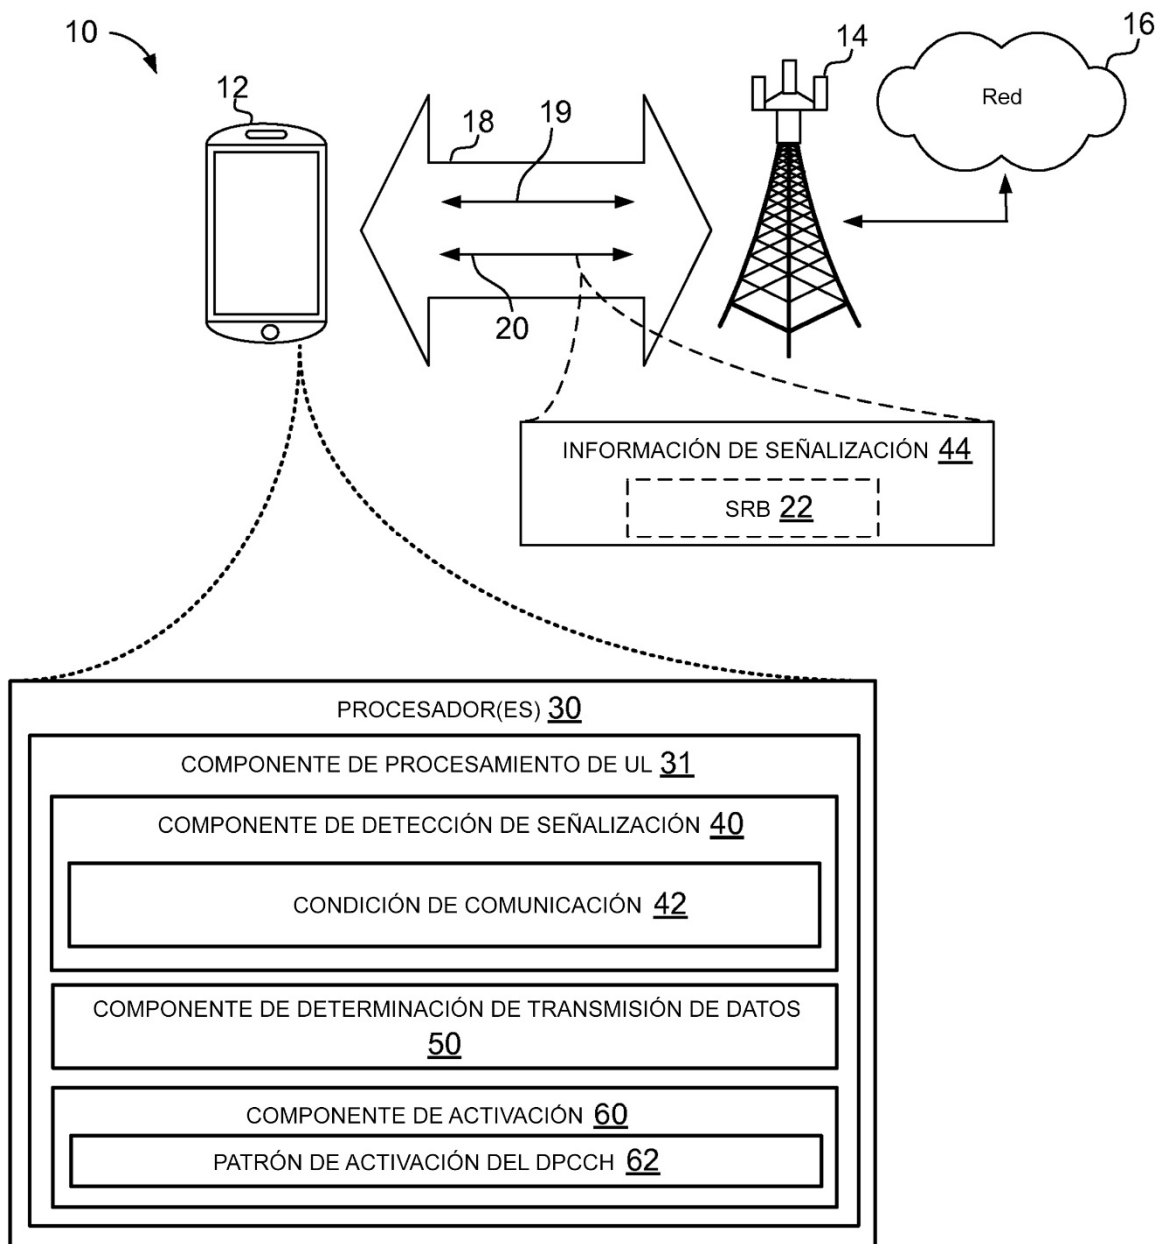 10
12
18
19
14
16
Red
20
INFORMACIÓN DE SEÑALIZACIÓN 44
SRB 22
PROCESADOR(ES) 30
COMPONENTE DE PROCESAMIENTO DE UL 31
COMPONENTE DE DETECCIÓN DE SEÑALIZACIÓN 40
CONDICIÓN DE COMUNICACIÓN 42
COMPONENTE DE DETERMINACIÓN DE TRANSMISIÓN DE DATOS
50
COMPONENTE DE ACTIVACIÓN 60
PATRÓN DE ACTIVACIÓN DEL DPCCH 62